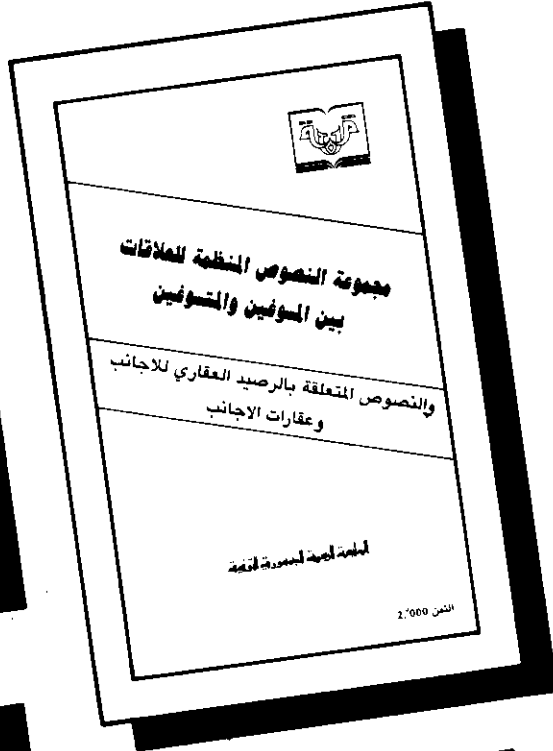 مجموعة النصوص المنظمة للعلاقات
بين المسوغين والمتسوغين
والنصوص المتعلقة بالرصيد العقاري للاجانب
وعقارات الاجانب
المطبعة الرسمية للجمهورية التونسية
الثمن 2,000